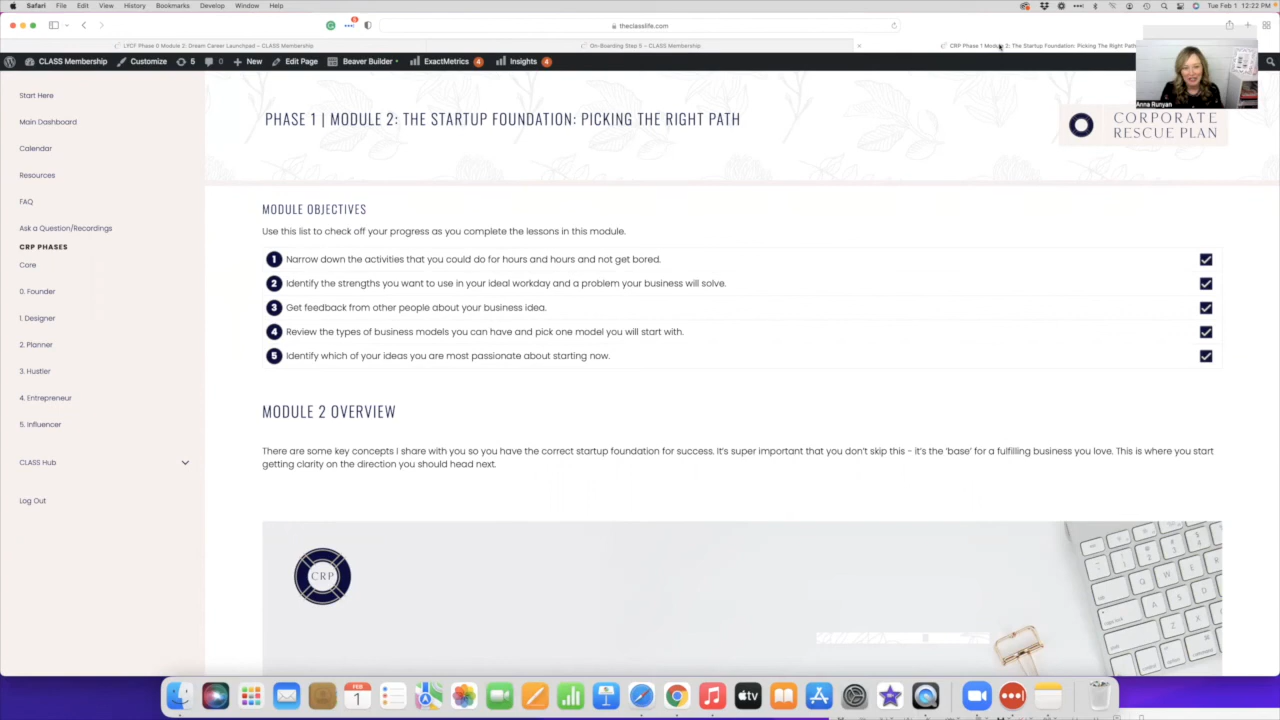 Safari File Edit View History Bookmarks Develop Window Help
Tue Feb 1 12:22 PM
theclasslife.com
LYCF Phase 0 Module 2: Dream Career Launchpad – CLASS Membership
On-Boarding Step 5 – CLASS Membership
CRP Phase 1 Module 2: The Startup Foundation: Picking The Right Path
CLASS Membership Customize 5 0 New Edit Page Beaver Builder ExactMetrics 4 Insights 4
Anna Runyan
Start Here
Main Dashboard
Calendar
Resources
FAQ
Ask a Question/Recordings
CRP PHASES
Core
0. Founder
1. Designer
2. Planner
3. Hustler
4. Entrepreneur
5. Influencer
CLASS Hub
Log Out
PHASE 1 | MODULE 2: THE STARTUP FOUNDATION: PICKING THE RIGHT PATH
CORPORATE
RESCUE PLAN
MODULE OBJECTIVES
Use this list to check off your progress as you complete the lessons in this module.
1 Narrow down the activities that you could do for hours and hours and not get bored.
2 Identify the strengths you want to use in your ideal workday and a problem your business will solve.
3 Get feedback from other people about your business idea.
4 Review the types of business models you can have and pick one model you will start with.
5 Identify which of your ideas you are most passionate about starting now.
MODULE 2 OVERVIEW
There are some key concepts I share with you so you have the correct startup foundation for success. It's super important that you don't skip this - it's the 'base' for a fulfilling business you love. This is where you start
getting clarity on the direction you should head next.
CRP
FEB
1
tv